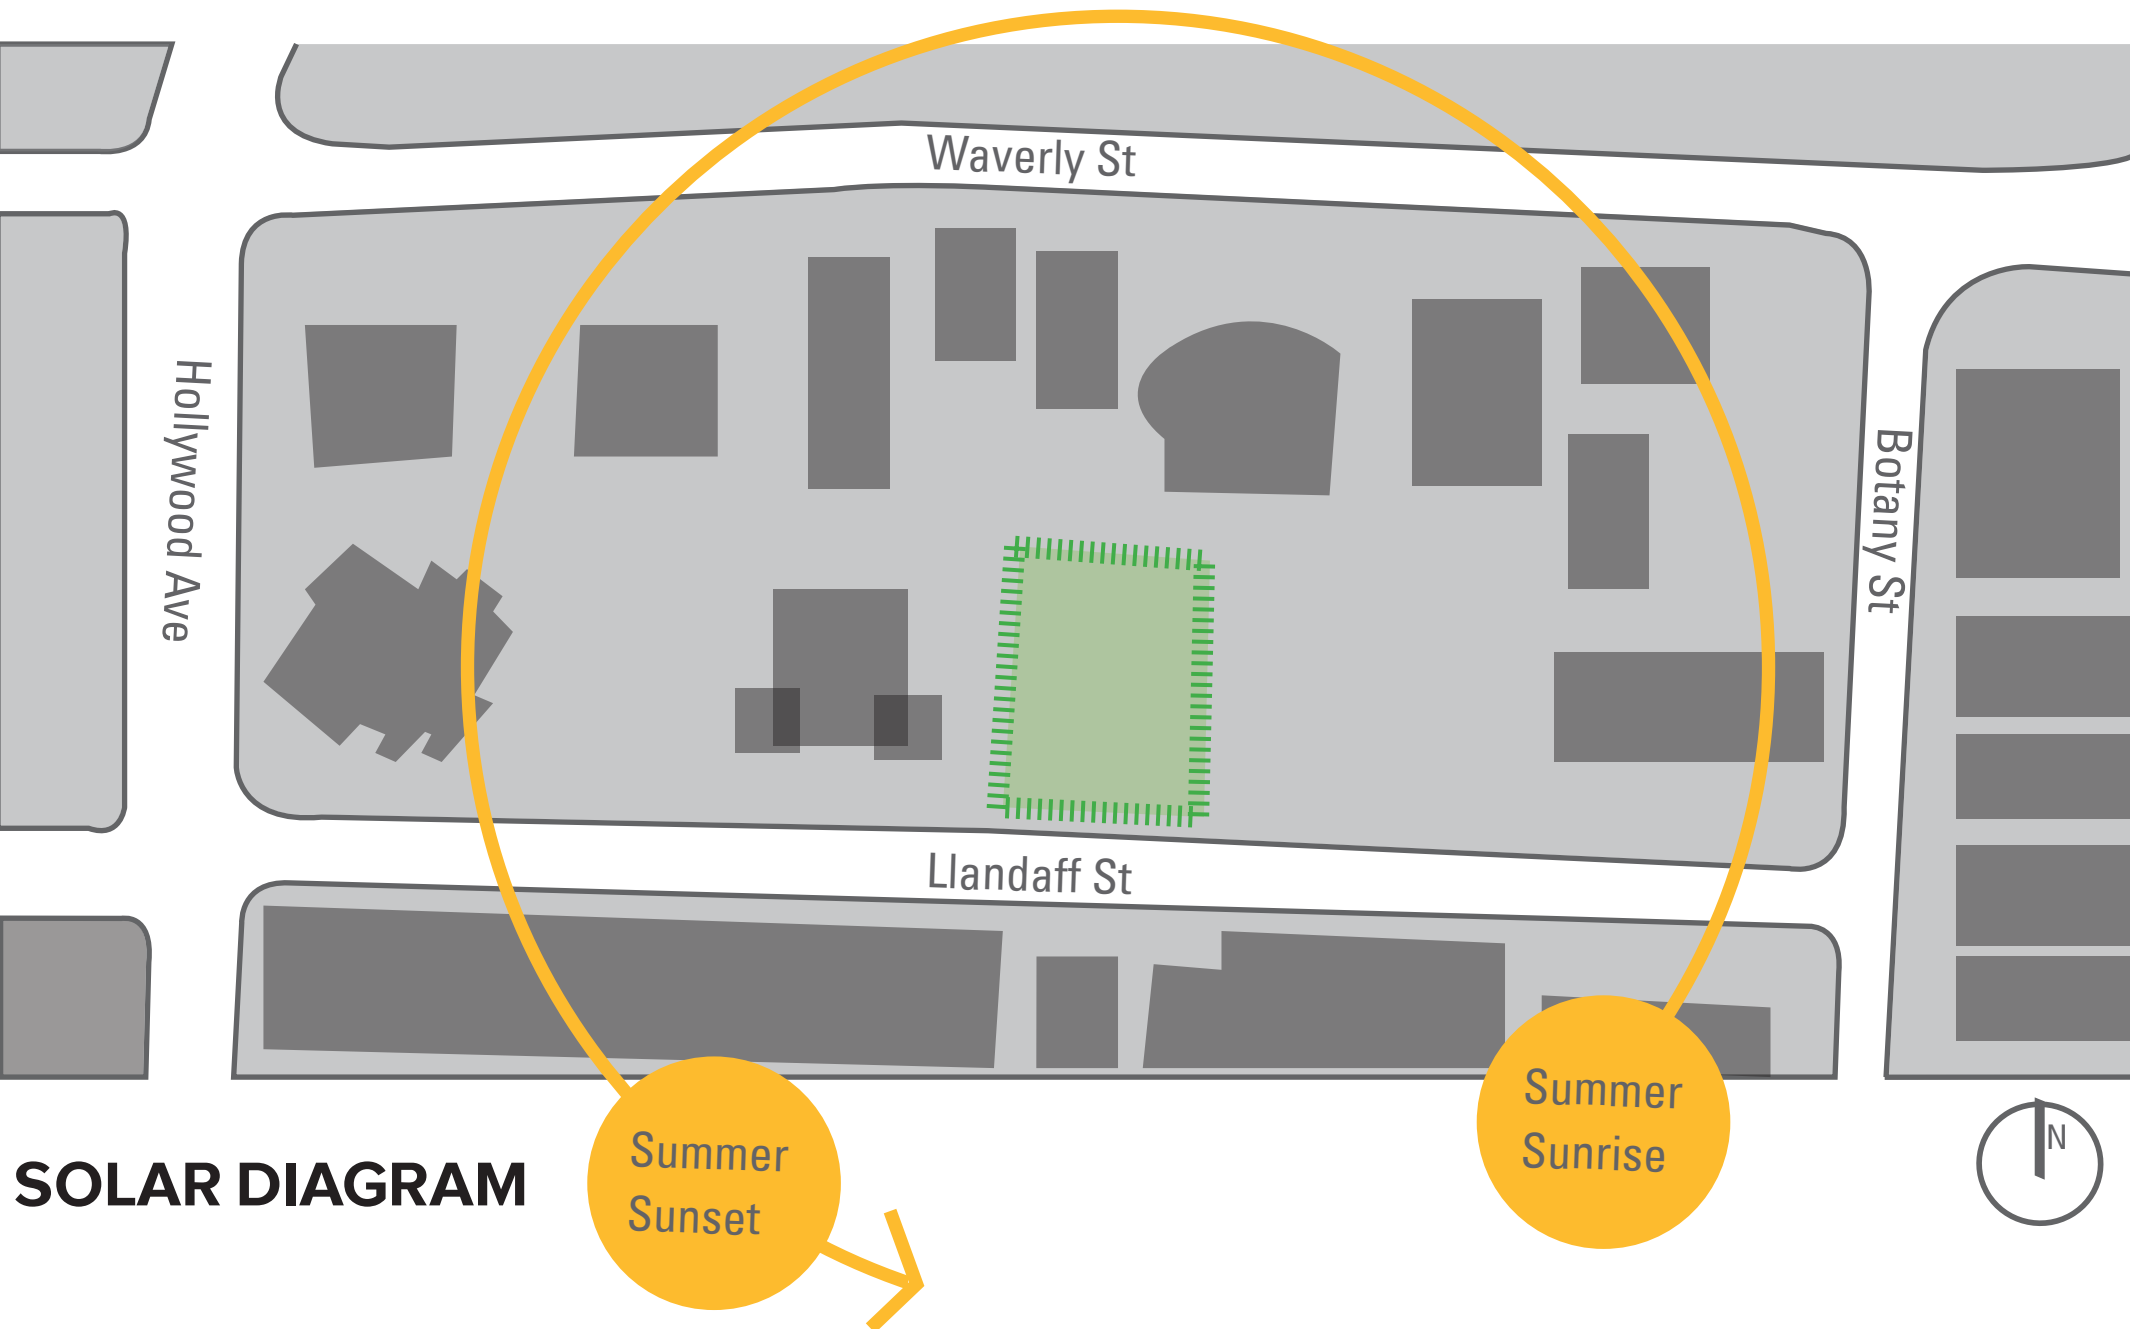 Waverly St
Hollywood Ave
Botany St
Llandaff St
Summer
Sunset
Summer
Sunrise
N
SOLAR DIAGRAM